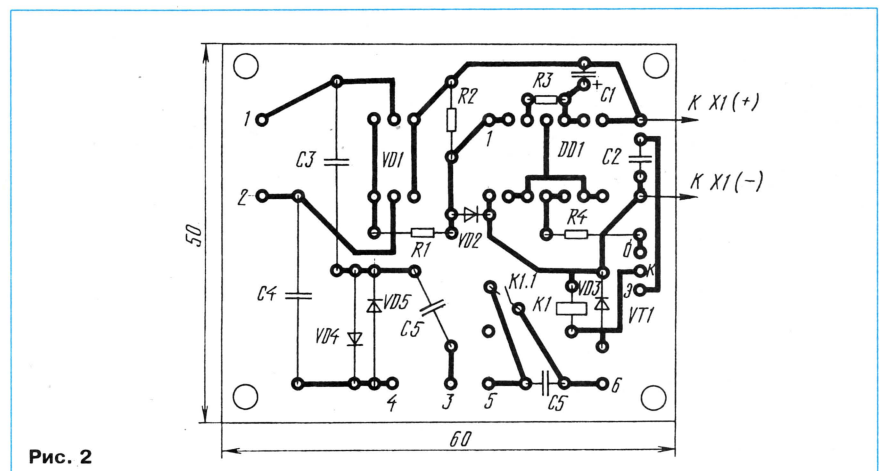 R3
C1
R2
К X1(+)
1
1
C3
VD1
DD1
C2
2
К X1(-)
R4
R1
VD2
б
50
C4
К
K1.1
VD3
Э
VD5
C5
K1
VT1
VD4
4
3
5
C5
6
60
Рис. 2